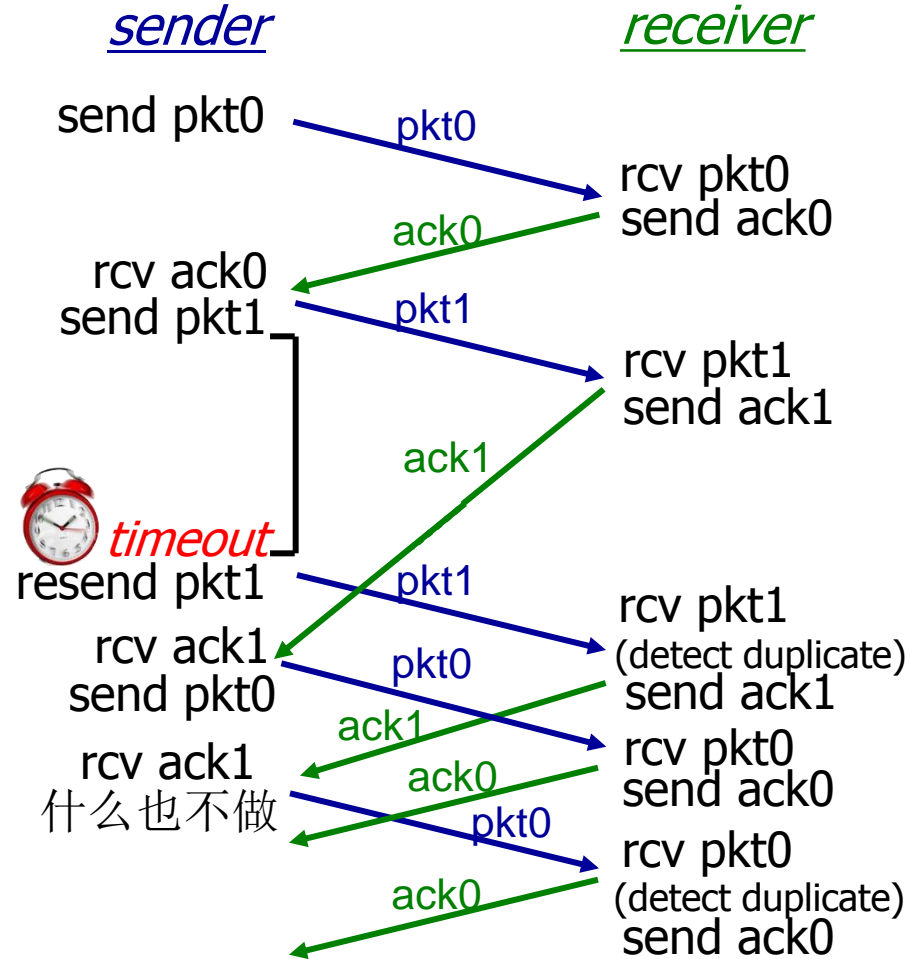 sender
receiver
send pkt0
pkt0
rcv pkt0
send ack0
ack0
rcv ack0
send pkt1
pkt1
rcv pkt1
send ack1
ack1
timeout
resend pkt1
pkt1
rcv pkt1
(detect duplicate)
send ack1
rcv ack1
send pkt0
pkt0
ack1
rcv pkt0
send ack0
rcv ack1
什么也不做
ack0
pkt0
rcv pkt0
(detect duplicate)
send ack0
ack0